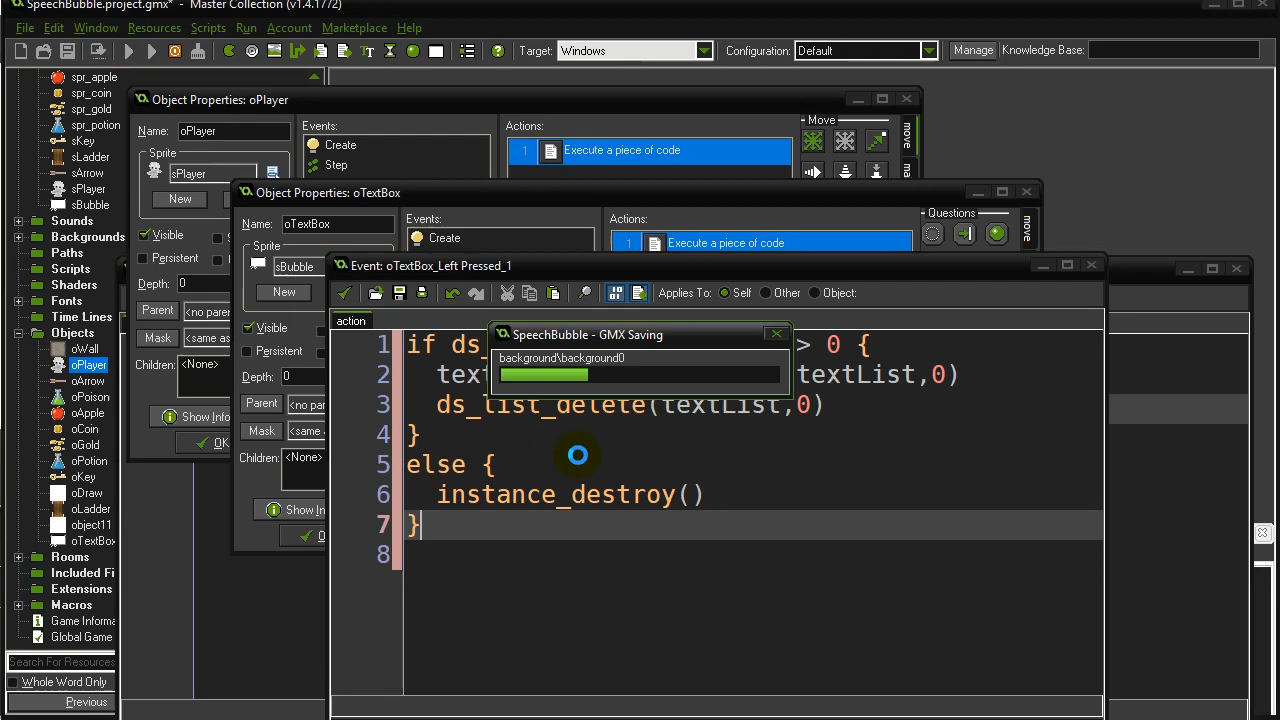 SpeechBubble.project.gmx* - Master Collection (v1.4.1772)
File Edit Window Resources Scripts Run Account Marketplace Help
Target: Windows Configuration: Default Manage Knowledge Base:
spr_apple
spr_coin
spr_gold
spr_potion
sKey
sLadder
sArrow
sPlayer
sBubble
Sounds
Backgrounds
Paths
Scripts
Shaders
Fonts
Time Lines
Objects
oWall
oPlayer
oArrow
oPoison
oApple
oCoin
oGold
oPotion
oKey
oDraw
oLadder
object11
oTextBox
Rooms
Included Fi
Extensions
Macros
Game Informa
Global Game
Search For Resources
Whole Word Only
Previous
Object Properties: oPlayer
Name: oPlayer
Sprite
sPlayer
New
Visible
Persistent
Depth: 0
Parent <no parer
Mask <same as
Children: <None>
Show Info
OK
Events:
Create
Step
Actions:
1 Execute a piece of code
Move
move
Object Properties: oTextBox
Name: oTextBox
Sprite
sBubble
New
Visible
Persistent
Depth: 0
Parent <no par
Mask <same a
Children: <None>
Show In
Events:
Create
Actions:
1 Execute a piece of code
Questions
move
Event: oTextBox_Left Pressed_1
Applies To: Self Other Object:
action
SpeechBubble - GMX Saving
background\background0
1 if ds_ > 0 {
2 text textList,0)
3 ds_list_delete(textList,0)
4 }
5 else {
6 instance_destroy()
7 }
8